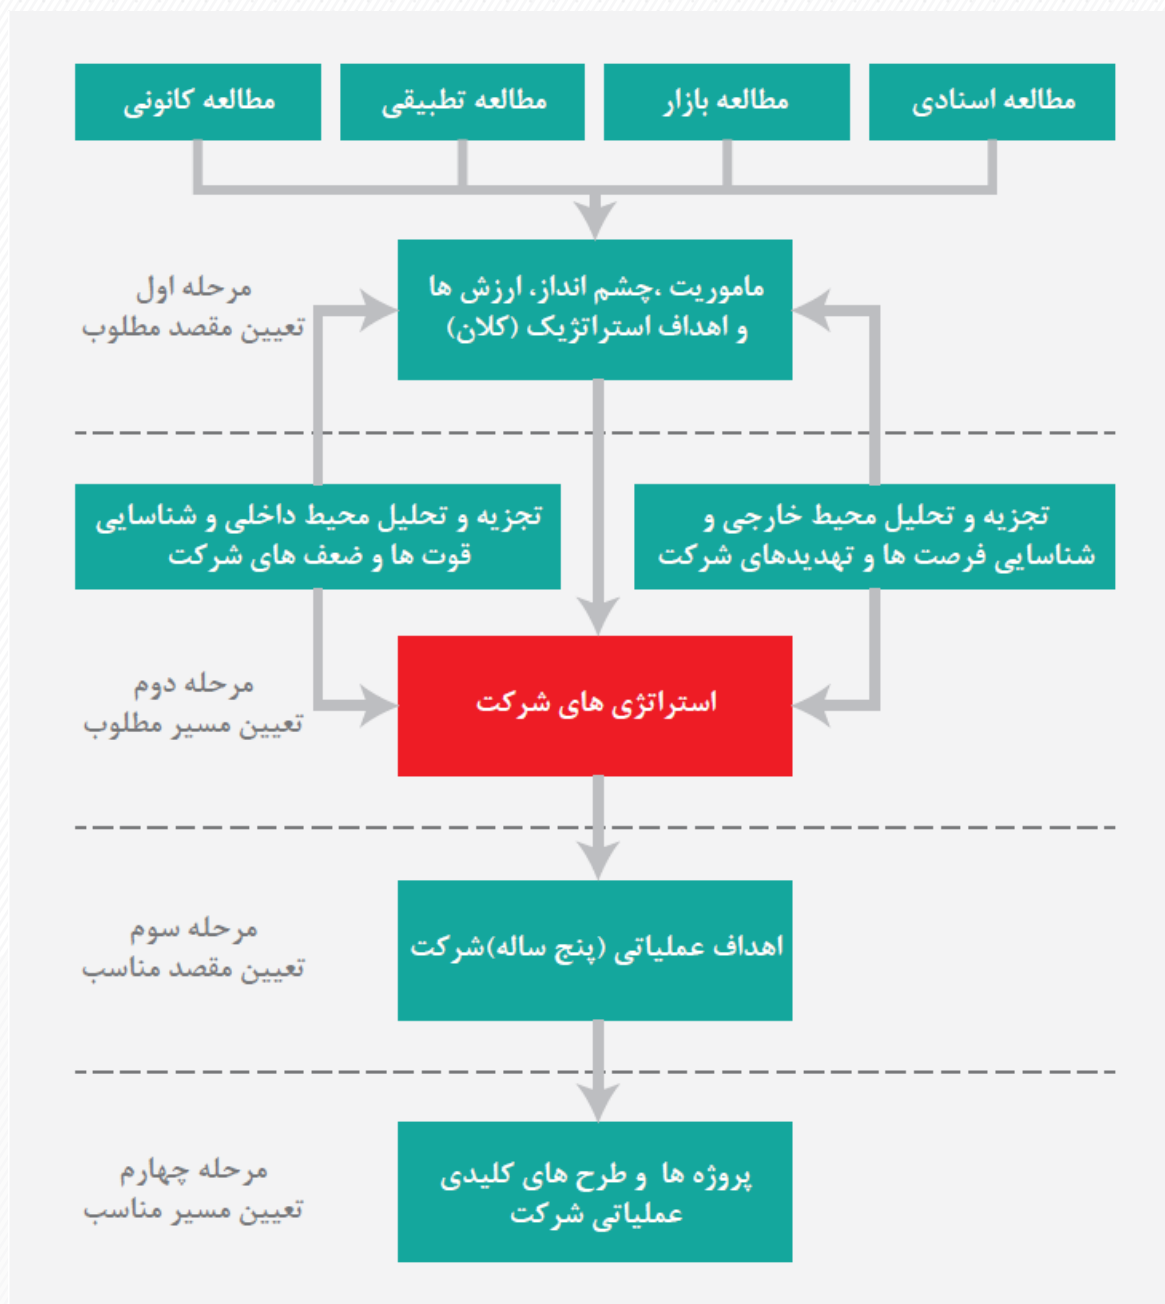 مطالعه اسنادی
مطالعه بازار
مطالعه تطبیقی
مطالعه کانونی
ماموریت ،چشم انداز، ارزش ها
و اهداف استراتژیک (کلان)
مرحله اول
تعیین مقصد مطلوب
تجزیه و تحلیل محیط خارجی و
شناسایی فرصت ها و تهدیدهای شرکت
تجزیه و تحلیل محیط داخلی و شناسایی
قوت ها و ضعف های شرکت
استراتژی های شرکت
مرحله دوم
تعیین مسیر مطلوب
اهداف عملیاتی (پنج ساله)شرکت
مرحله سوم
تعیین مقصد مناسب
پروژه ها و طرح های کلیدی
عملیاتی شرکت
مرحله چهارم
تعیین مسیر مناسب